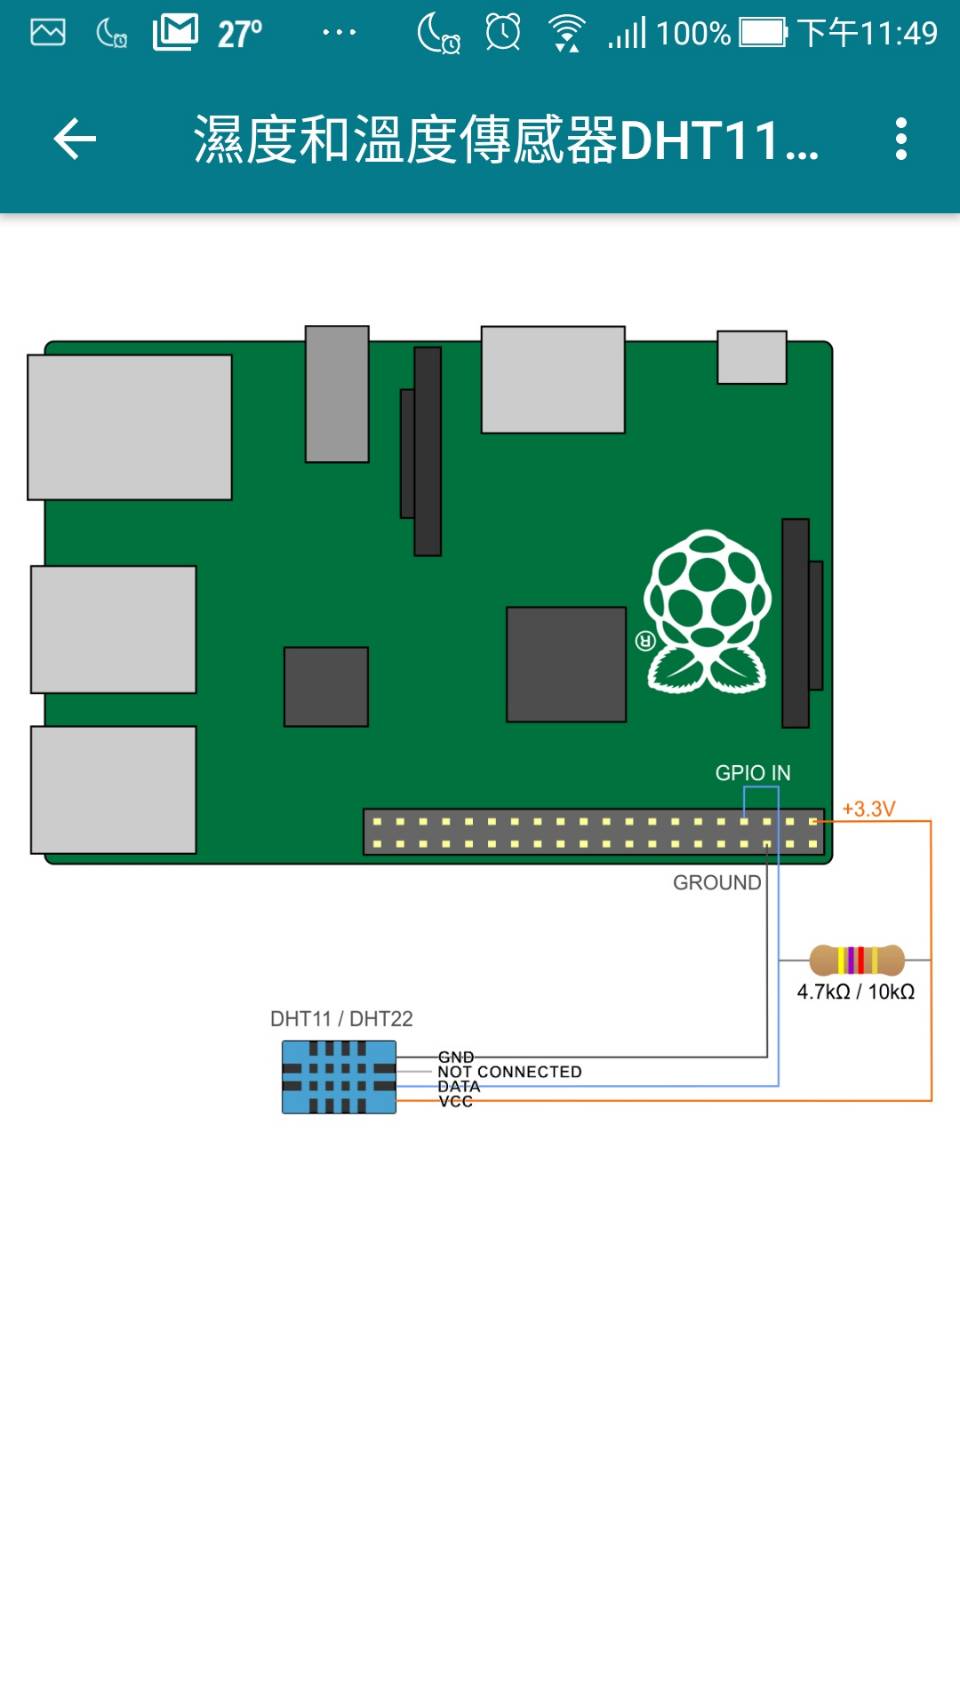 27° ... 100% 下午11:49
濕度和溫度傳感器DHT11...
®
GPIO IN
+3.3V
GROUND
4.7kΩ / 10kΩ
DHT11 / DHT22
GND
NOT CONNECTED
DATA
VCC